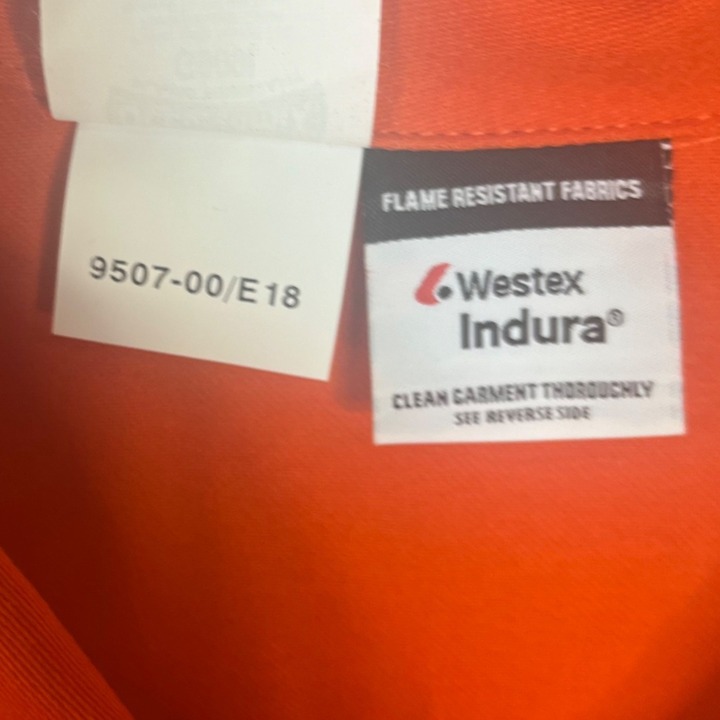 9507-00/E18
FLAME RESISTANT FABRICS
Westex
Indura®
CLEAN GARMENT THOROUGHLY
SEE REVERSE SIDE